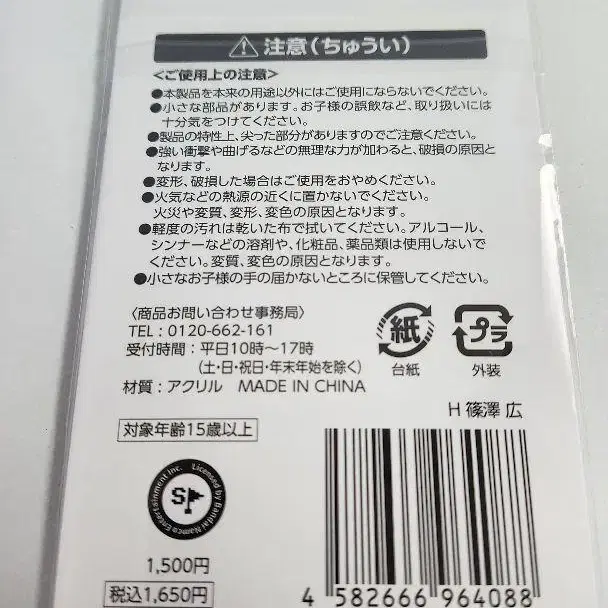 ⚠ 注意(ちゅうい)
<ご使用上の注意>
●本製品を本来の用途以外にはご使用にならないでください。
●小さな部品があります。お子様の誤飲など、取り扱いには
十分気をつけてください。
●製品の特性上、尖った部分がありますのでご注意ください。
●強い衝撃や曲げるなどの無理な力が加わると、破損の原因と
なります。
●変形、破損した場合はご使用をおやめください。
●火気などの熱源の近くに置かないでください。
火災や変質、変形、変色の原因となります。
●軽度の汚れは乾いた布で拭いてください。アルコール、
シンナーなどの溶剤や、化粧品、薬品類は使用しないで
ください。変質、変色の原因となります。
●小さなお子様の手の届かないところに保管してください。
〈商品お問い合わせ事務局〉
TEL:0120-662-161
受付時間:平日10時〜17時
(土・日・祝日・年末年始を除く)
材質:アクリル MADE IN CHINA
紙
台紙
プラ
外装
H 篠澤 広
対象年齢15歳以上
Licensed by Bandai Namco Entertainment Inc.
S
1,500円
税込1,650円
4 582666 964088